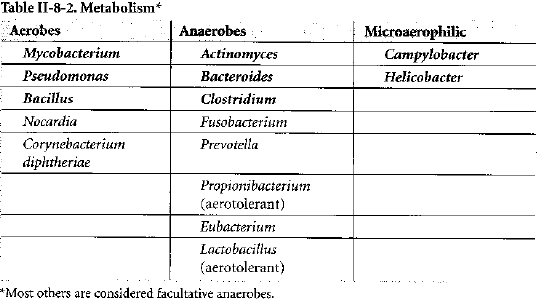 Table II-8-2. Metabolism*
Aerobes Anaerobes Microaerophilic
Mycobacterium Actinomyces Campylobacter
Pseudomonas Bacteroides Helicobacter
Bacillus Clostridium
Nocardia Fusobacterium
Corynebacterium Prevotella
diphtheriae
Propionibacterium
(aerotolerant)
Eubacterium
Lactobacillus
(aerotolerant)
*Most others are considered facultative anaerobes.